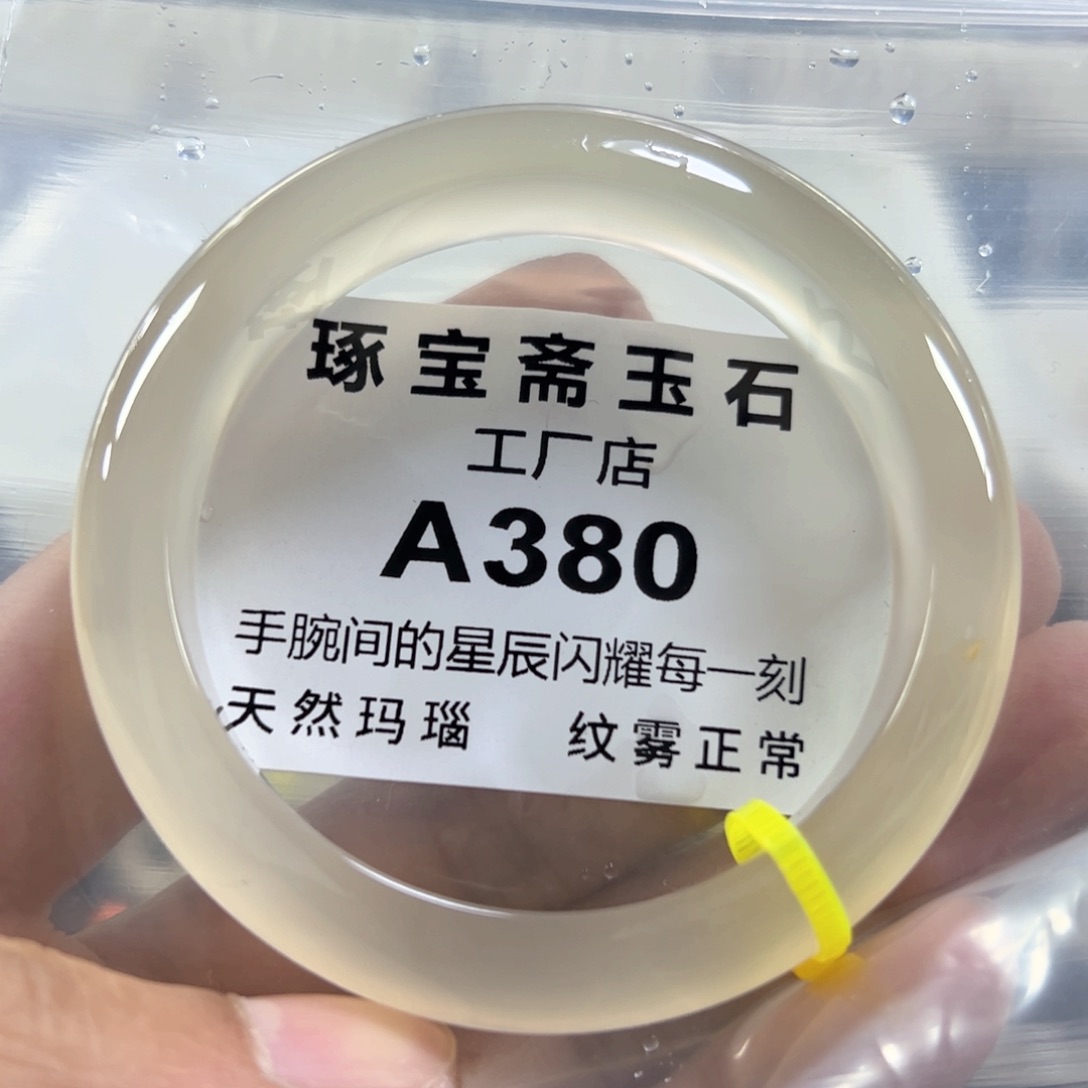 琢宝斋玉石
工厂店
A380
手腕间的星辰闪耀每一刻
天然玛瑙 纹雾正常